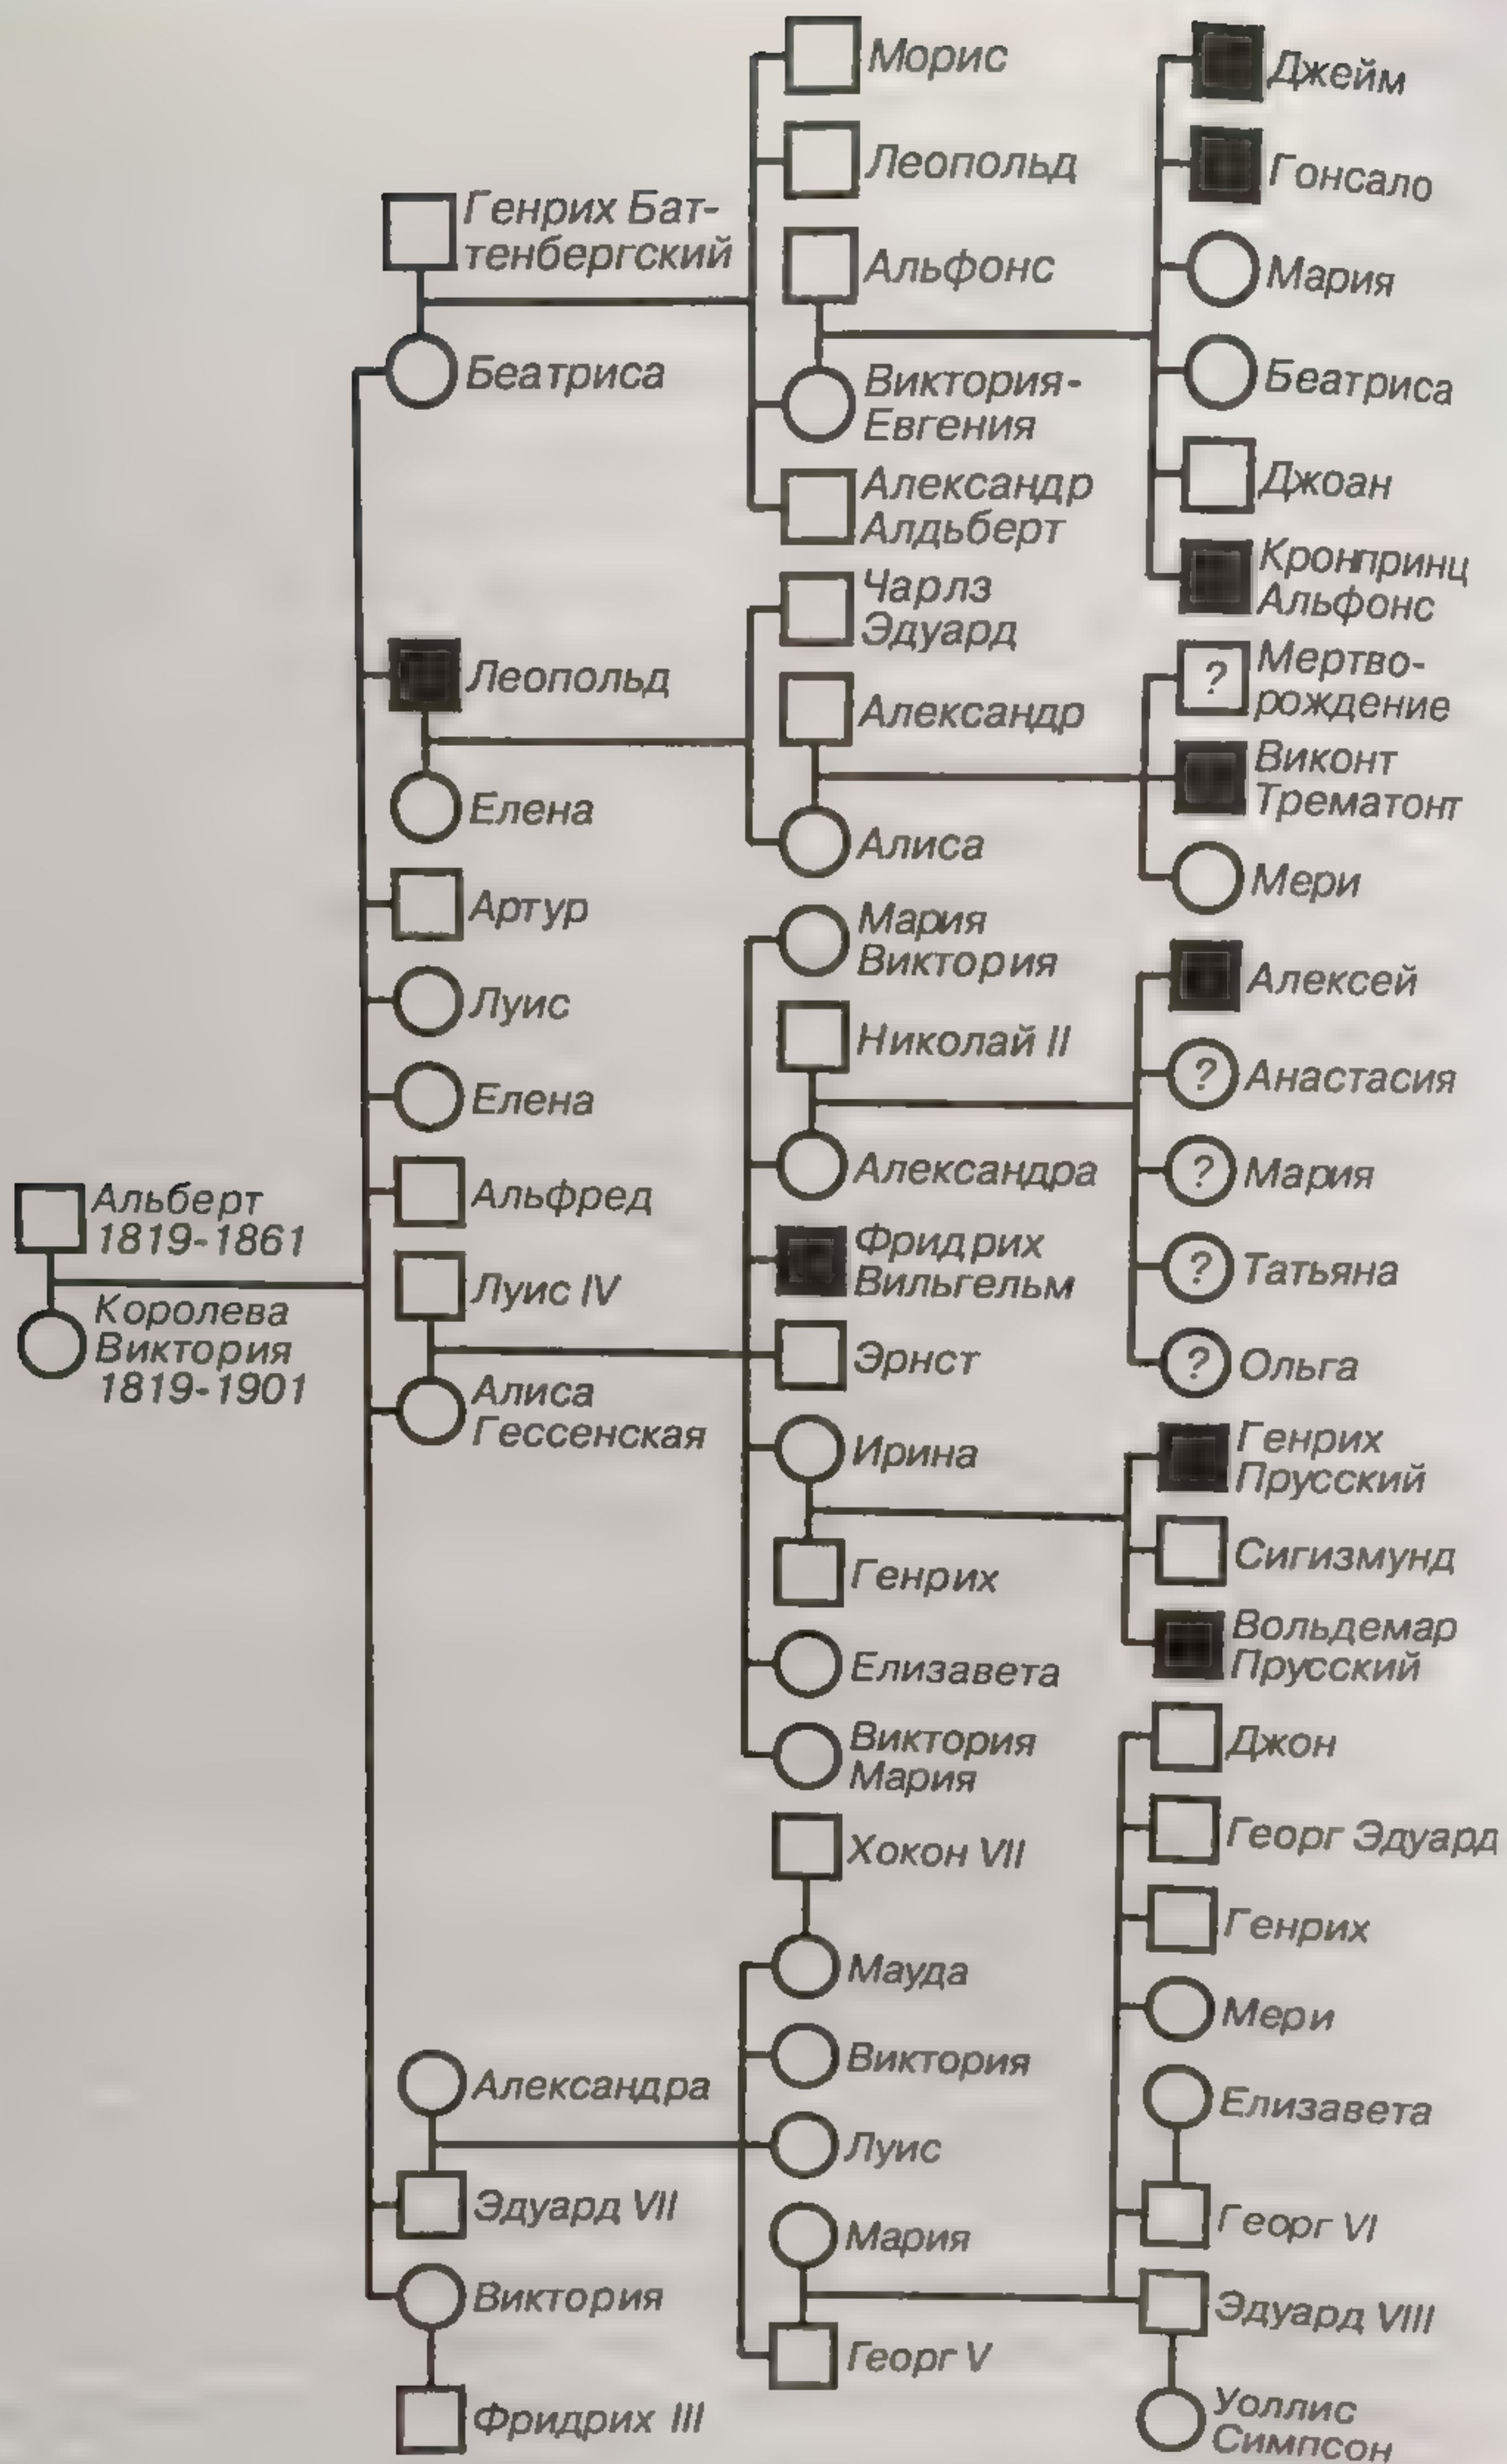 Альберт
1819-1861
Королева
Виктория
1819-1901
Генрих Бат-
тенбергский
Беатриса
Леопольд
Елена
Артур
Луис
Елена
Альфред
Луис IV
Алиса
Гессенская
Александра
Эдуард VII
Виктория
Фридрих III
Морис
Леопольд
Альфонс
Виктория-
Евгения
Александр
Алдьберт
Чарлз
Эдуард
Александр
Алиса
Мария
Виктория
Николай II
Александра
Фридрих
Вильгельм
Эрнст
Ирина
Генрих
Елизавета
Виктория
Мария
Хокон VII
Мауда
Виктория
Луис
Мария
Георг V
Джейм
Гонсало
Мария
Беатриса
Джоан
Кронпринц
Альфонс
? Мертво-
рождение
Виконт
Трематонт
Мери
Алексей
? Анастасия
? Мария
? Татьяна
? Ольга
Генрих
Прусский
Сигизмунд
Вольдемар
Прусский
Джон
Георг Эдуард
Генрих
Мери
Елизавета
Георг VI
Эдуард VIII
Уоллис
Симпсон